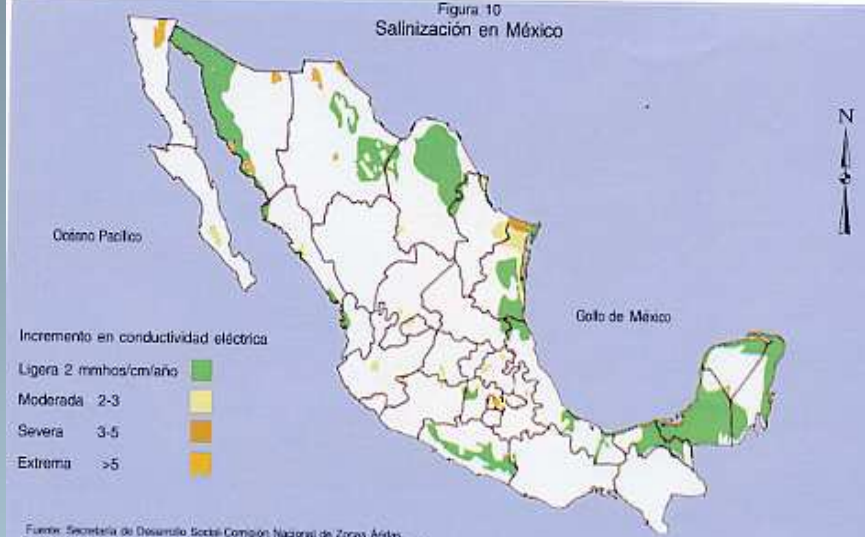 Figura 10
Salinización en México
N
Océano Pacífico
Golfo de México
Incremento en conductividad eléctrica
Ligera 2 mmhos/cm/año
Moderada 2-3
Severa 3-5
Extrema >5
Fuente: Secretaría de Desarrollo Social-Comisión Nacional de Zonas Áridas